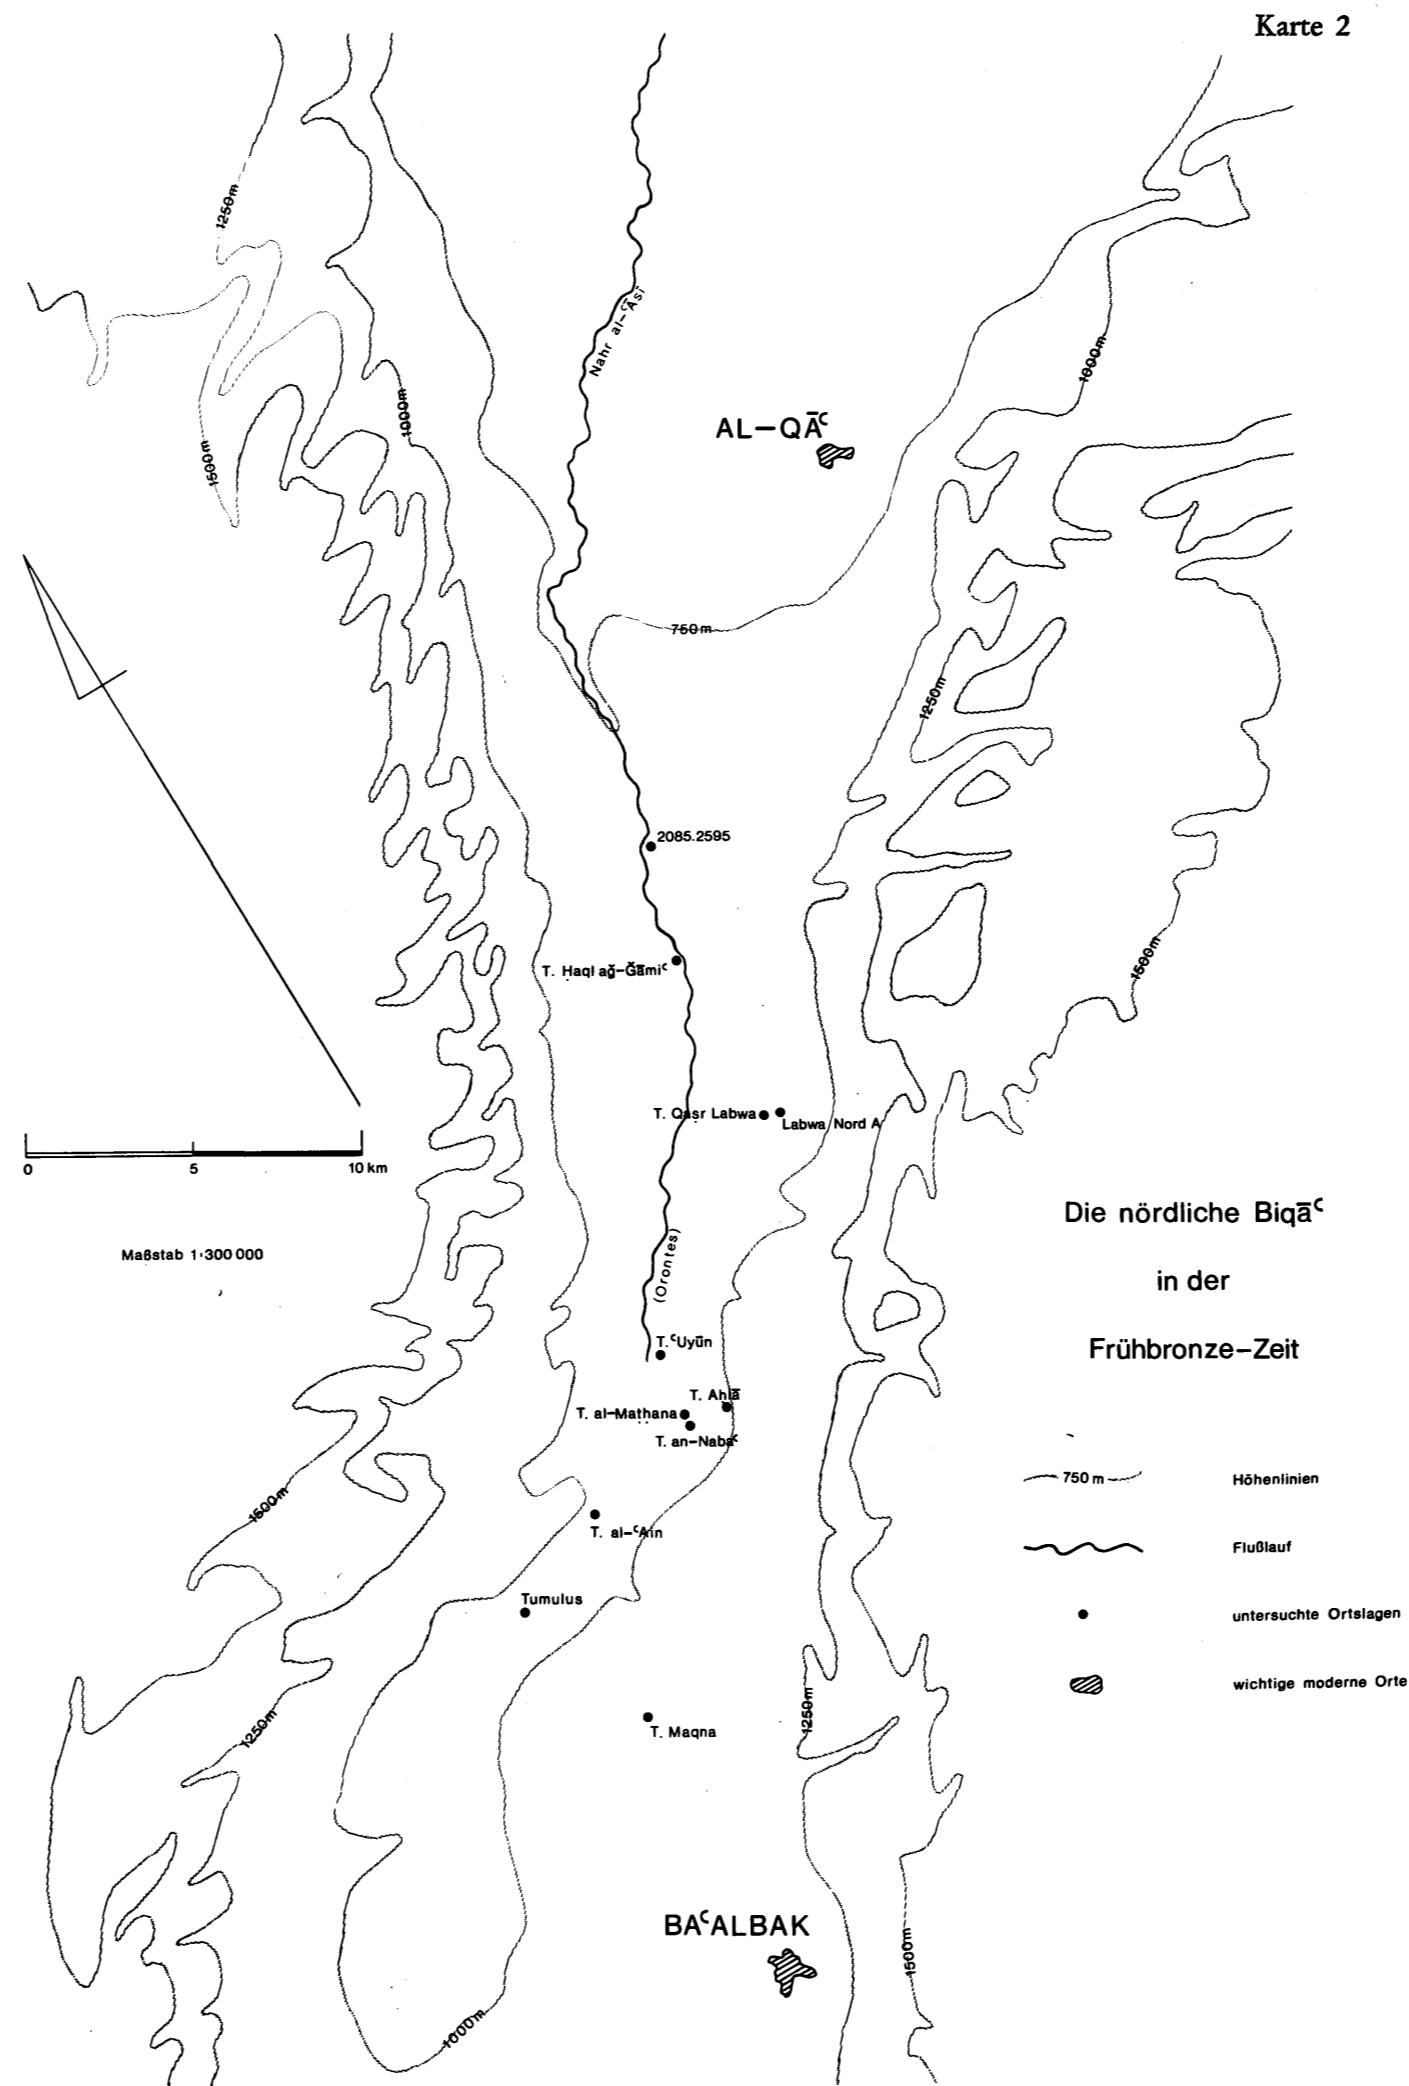 Karte 2
1250m
Nahr al-ʿĀsī
1000m
1000m
AL-QĀʿ
1500m
750m
1250m
2085.2595
1500m
T. Haql aǧ-Ǧāmiʿ
T. Qaṣr Labwa
Labwa Nord A
0
5
10 km
Die nördliche Biqāʿ
in der
Frühbronze-Zeit
Maßstab 1:300 000
(Orontes)
T. ʿUyūn
T. Ahlā
T. al-Maṭhana
T. an-Nabaʿ
750 m
Höhenlinien
1500m
T. al-ʿAin
Flußlauf
Tumulus
untersuchte Ortslagen
wichtige moderne Orte
1250m
1250m
T. Maqna
BAʿALBAK
1500m
1000m